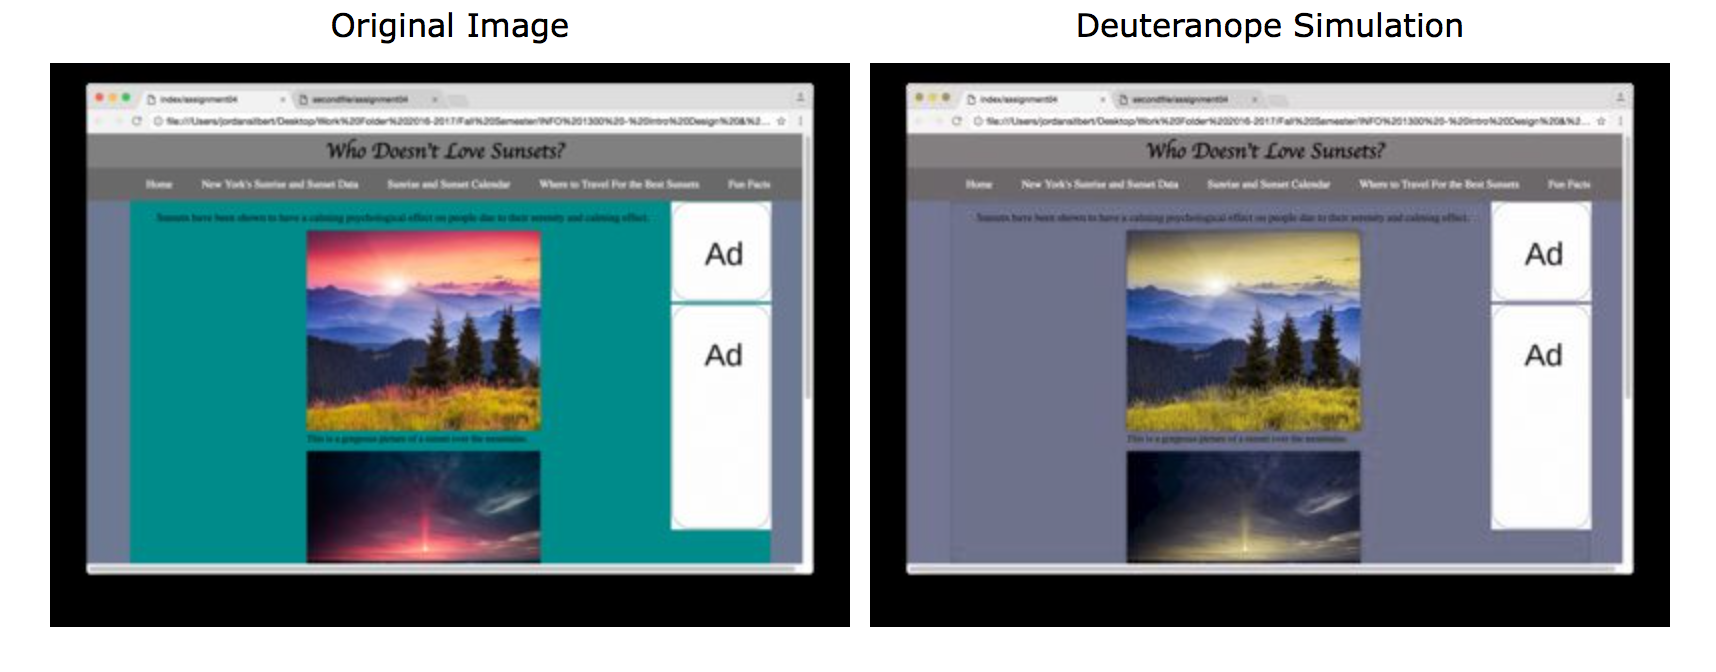 Original Image
Deuteranope Simulation
index/assignment04
secondfile/assignment04
file:///Users/jordansilbert/Desktop/Work%20Folder%202016-2017/Fall%20Semester/INFO%201300%20-%20Intro%20Design%20&%2...
Who Doesn't Love Sunsets?
Home New York's Sunrise and Sunset Data Sunrise and Sunset Calendar Where to Travel For the Best Sunsets Fun Facts
Sunsets have been shown to have a calming psychological effect on people due to their serenity and calming effect.
Ad
This is a gorgeous picture of a sunset over the mountains.
Ad
index/assignment04
secondfile/assignment04
file:///Users/jordansilbert/Desktop/Work%20Folder%202016-2017/Fall%20Semester/INFO%201300%20-%20Intro%20Design%20&%2...
Who Doesn't Love Sunsets?
Home New York's Sunrise and Sunset Data Sunrise and Sunset Calendar Where to Travel For the Best Sunsets Fun Facts
Sunsets have been shown to have a calming psychological effect on people due to their serenity and calming effect.
Ad
Ad
This is a gorgeous picture of a sunset over the mountains.